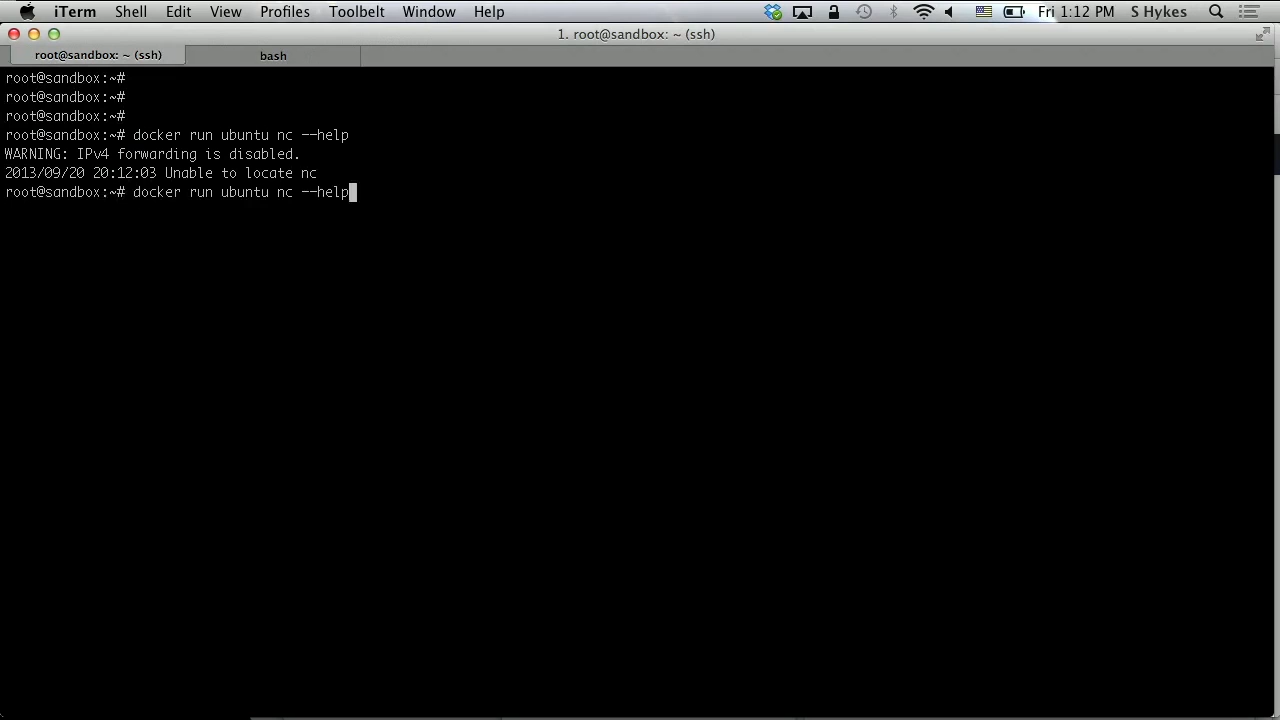 iTerm Shell Edit View Profiles Toolbelt Window Help Fri 1:12 PM S Hykes
1. root@sandbox: ~ (ssh)
root@sandbox: ~ (ssh) bash
root@sandbox:~#
root@sandbox:~#
root@sandbox:~#
root@sandbox:~# docker run ubuntu nc --help
WARNING: IPv4 forwarding is disabled.
2013/09/20 20:12:03 Unable to locate nc
root@sandbox:~# docker run ubuntu nc --help